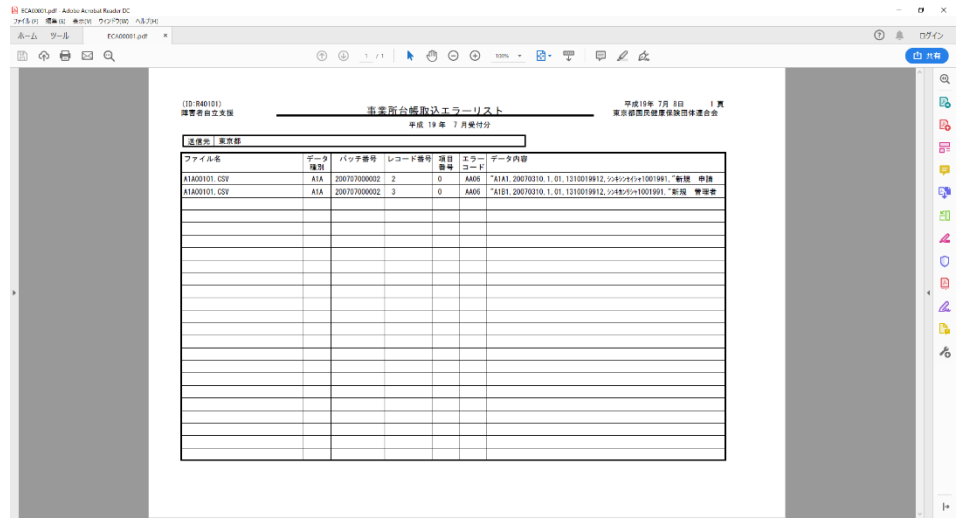 ECA00001.pdf - Adobe Acrobat Reader DC
ファイル(F) 編集(E) 表示(V) ウィンドウ(W) ヘルプ(H)
ホーム ツール ECA00001.pdf × ログイン
1 / 1 100% 共有
(ID:R40101) 平成19年 7月 8日 1 頁
障害者自立支援 事業所台帳取込エラーリスト 東京都国民健康保険団体連合会
平成 19 年 7 月受付分
送信元 東京都
ファイル名 データ種別 バッチ番号 レコード番号 項目番号 エラーコード データ内容
A1A00101.CSV A1A 200707000002 2 0 AA06 "A1A1, 20070310, 1, 01, 1310019912, ｼﾝｷｼﾝｾｲｼｬ1001991, "新規 申請
A1A00101.CSV A1A 200707000002 3 0 AA06 "A1B1, 20070310, 1, 01, 1310019912, ｼﾝｷｶﾝﾘｼｬ1001991, "新規 管理者